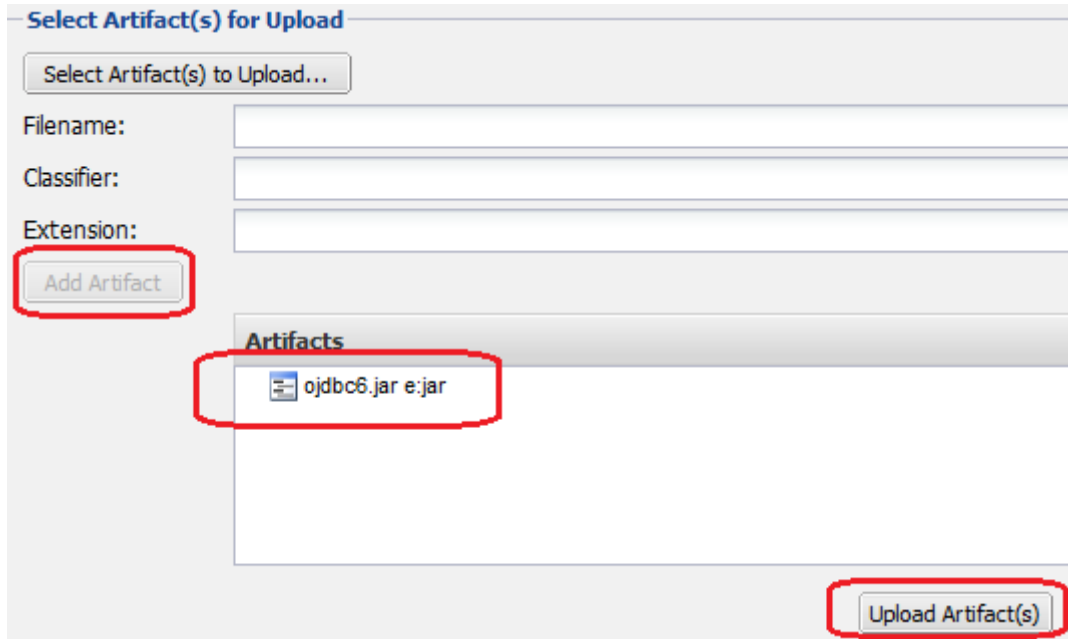 Select Artifact(s) for Upload
Select Artifact(s) to Upload...
Filename:
Classifier:
Extension:
Add Artifact
Artifacts
ojdbc6.jar e:jar
Upload Artifact(s)